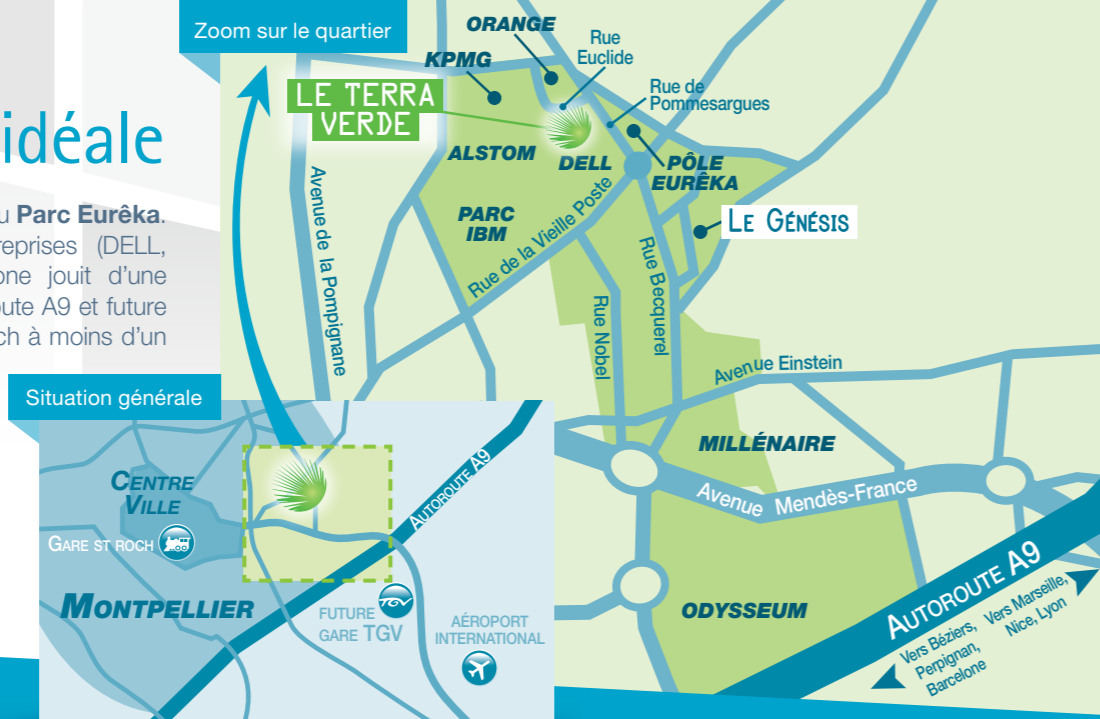 Zoom sur le quartier
ORANGE
KPMG
Rue
Euclide
Rue de
Pommesargues
LE TERRA
VERDE
idéale
ALSTOM
DELL
PÔLE
EURÊKA
Parc Eurêka.
reprises (DELL,
one jouit d'une
oute A9 et future
ch à moins d'un
PARC
IBM
LE GÉNÉSIS
Avenue de la Pompignane
Rue de la Vieille Poste
Rue Becquerel
Rue Nobel
Avenue Einstein
MILLÉNAIRE
Avenue Mendès-France
ODYSSEUM
AUTOROUTE A9
Vers Marseille,
Nice, Lyon
Vers Béziers,
Perpignan,
Barcelone
Situation générale
CENTRE
VILLE
GARE ST ROCH
AUTOROUTE A9
MONTPELLIER
FUTURE
GARE TGV
TGV
AÉROPORT
INTERNATIONAL